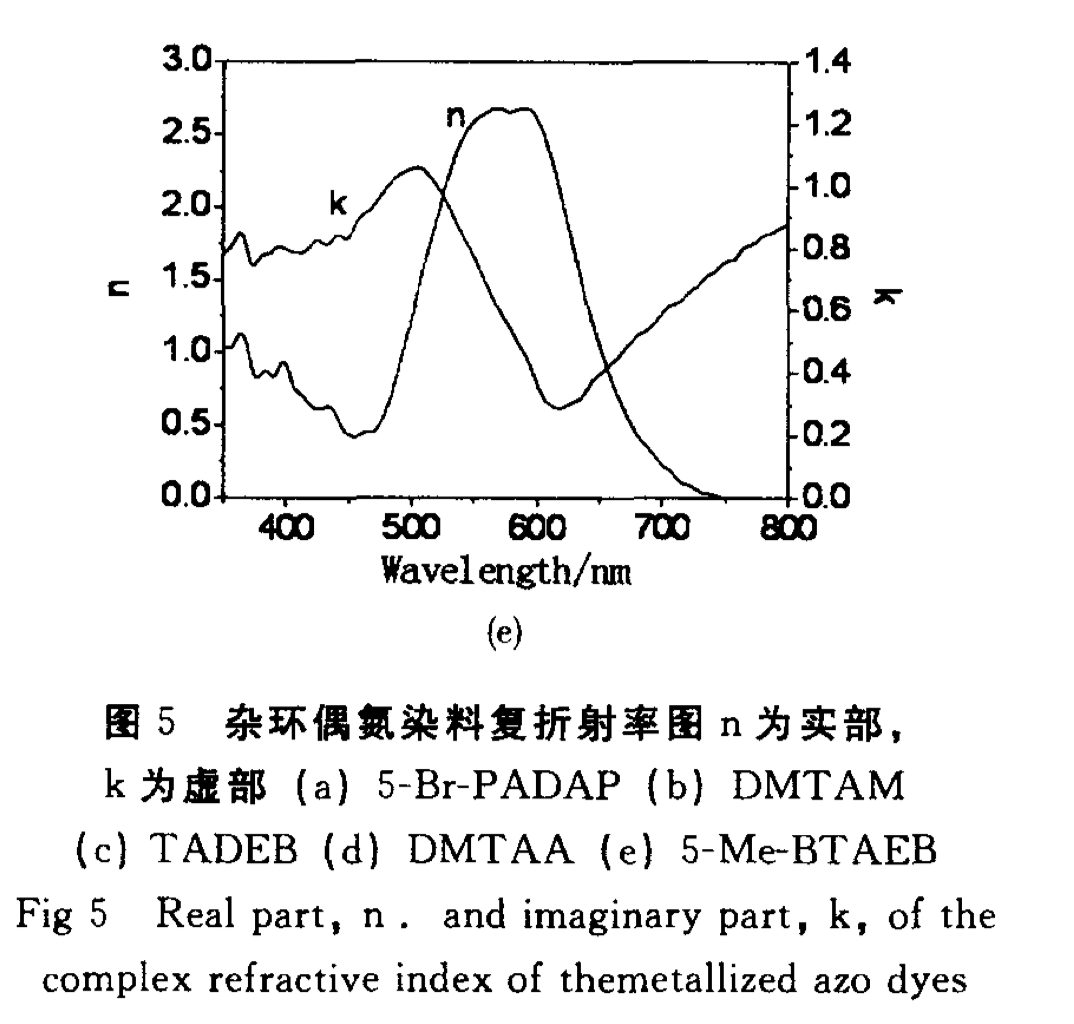 3.0
2.5
2.0
1.5
1.0
0.5
0.0
n
1.4
1.2
1.0
0.8
0.6
0.4
0.2
0.0
k
n
k
400 500 600 700 800
Wavelength/nm
(e)
图 5 杂环偶氮染料复折射率图 n 为实部，
k 为虚部 (a) 5-Br-PADAP (b) DMTAM
(c) TADEB (d) DMTAA (e) 5-Me-BTAEB
Fig 5 Real part, n . and imaginary part, k, of the
complex refractive index of themetallized azo dyes